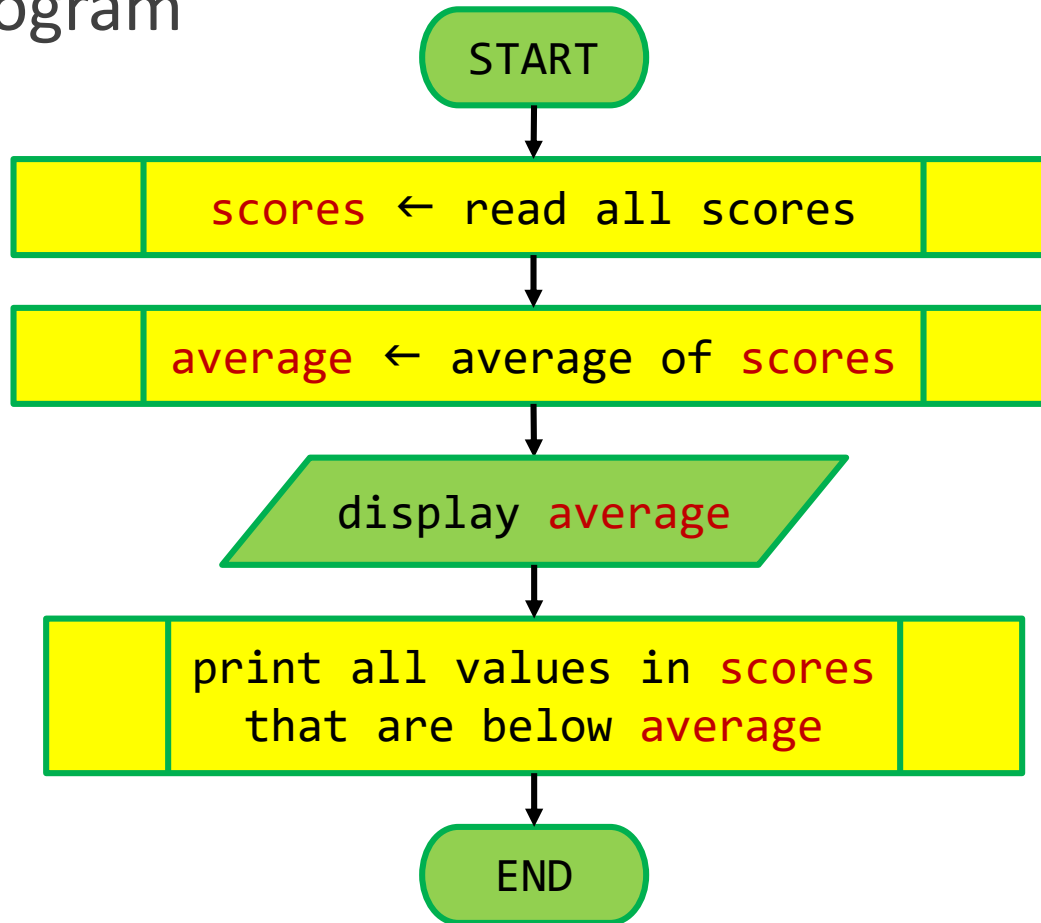 ogram
START
scores ← read all scores
average ← average of scores
display average
print all values in scores
that are below average
END